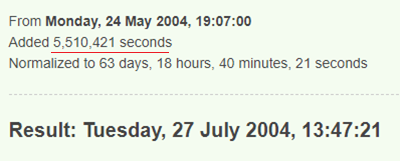 From Monday, 24 May 2004, 19:07:00
Added 5,510,421 seconds
Normalized to 63 days, 18 hours, 40 minutes, 21 seconds
Result: Tuesday, 27 July 2004, 13:47:21